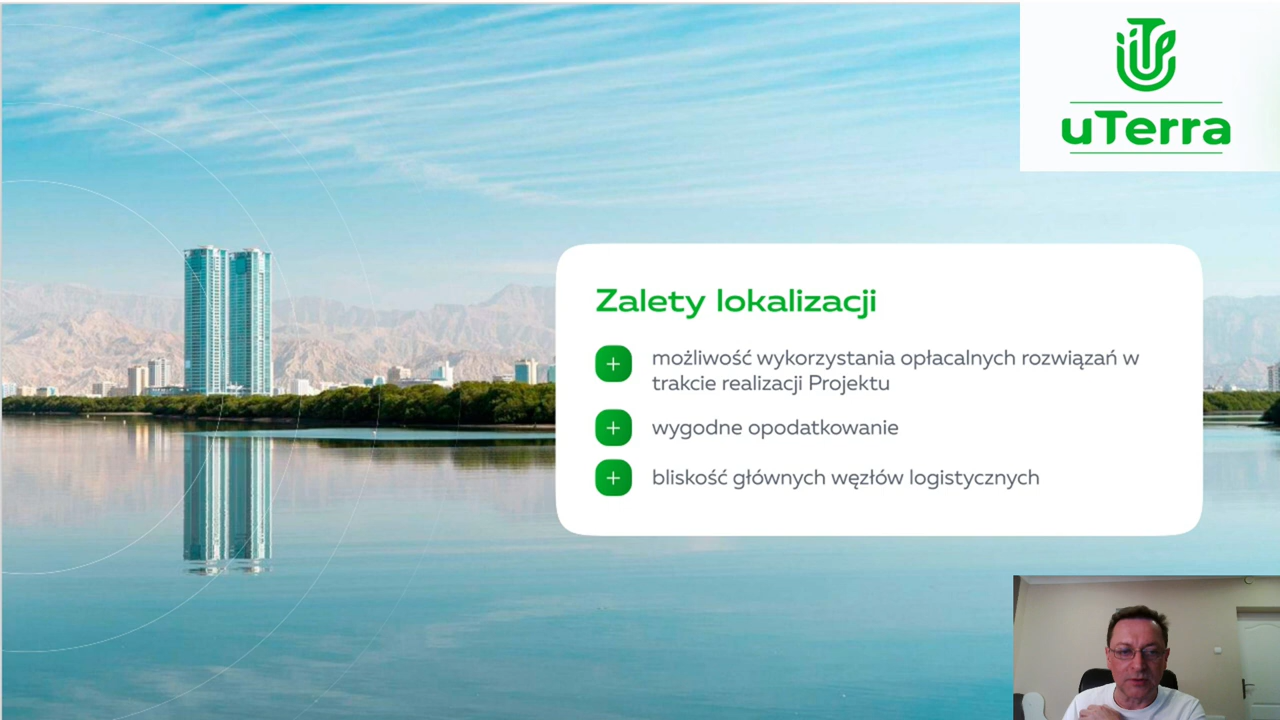 uTerra
Zalety lokalizacji
możliwość wykorzystania opłacalnych rozwiązań w
trakcie realizacji Projektu
wygodne opodatkowanie
bliskość głównych węzłów logistycznych